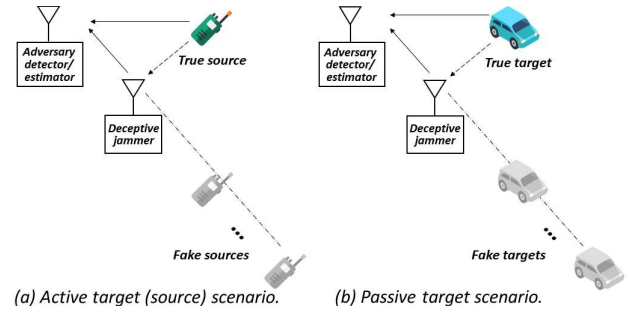 Adversary
detector/
estimator
True source
Deceptive
jammer
Fake sources
(a) Active target (source) scenario.
Adversary
detector/
estimator
True target
Deceptive
jammer
Fake targets
(b) Passive target scenario.